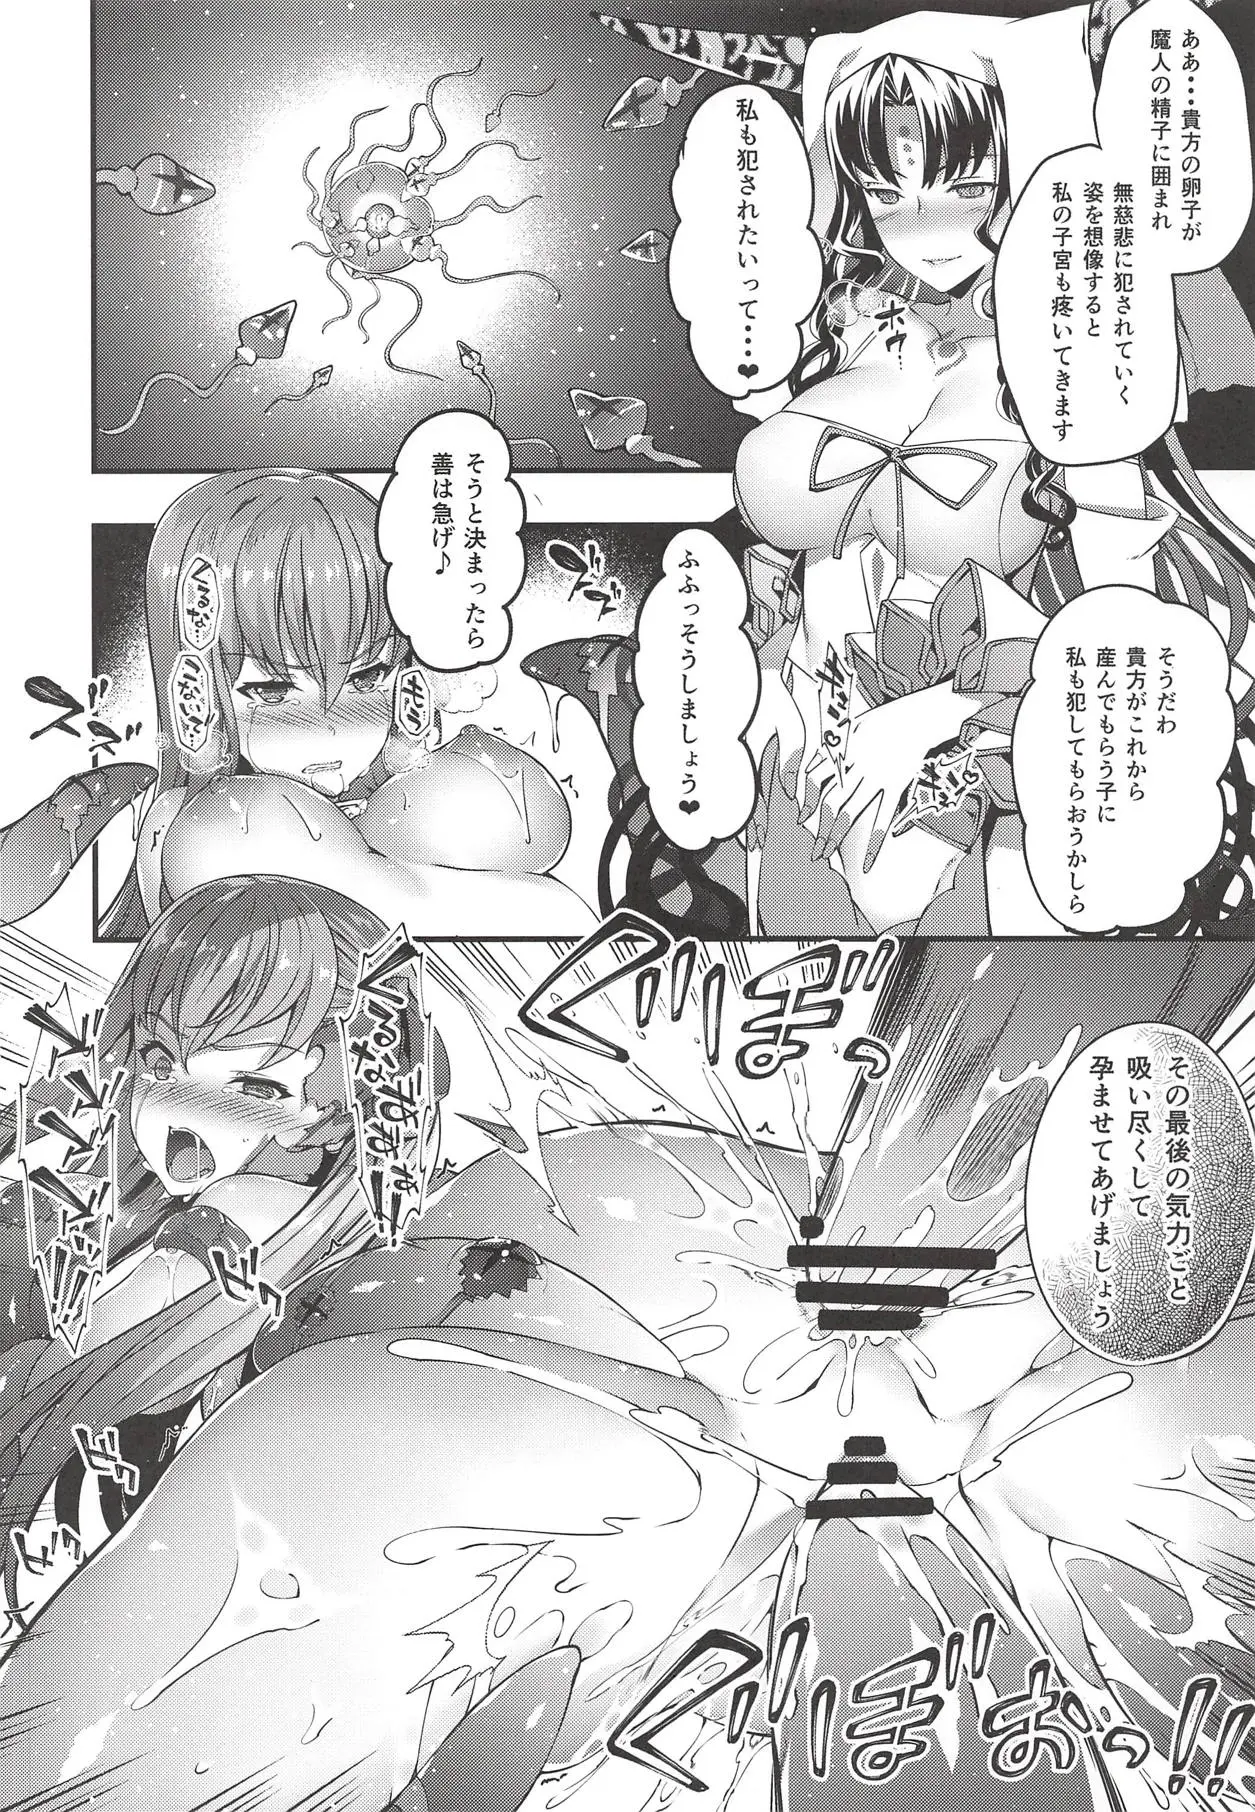 ああ・・・貴方の卵子が
魔人の精子に囲まれ
無慈悲に犯されていく
姿を想像すると
私の子宮も疼いてきます
私も犯されたいって・・・♥
ホウ
そうだわ
貴方がこれから
産んでもらう子に
私も犯してもらおうかしら
ふふっそうしましょう♥
そうと決まったら
善は急げ♪
くるな…
こないで…
もう
その最後の気力ごと
吸い尽くして
孕ませてあげましょう
ぐぼっ
ぐぼおっ!!